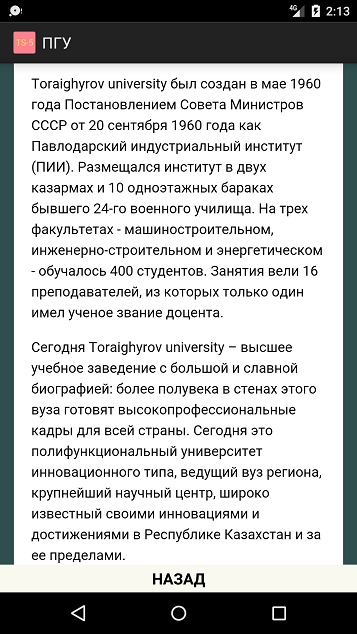 4G 2:13
TS-5 ПГУ
Toraighyrov university был создан в мае 1960
года Постановлением Совета Министров
СССР от 20 сентября 1960 года как
Павлодарский индустриальный институт
(ПИИ). Размещался институт в двух
казармах и 10 одноэтажных бараках
бывшего 24-го военного училища. На трех
факультетах - машиностроительном,
инженерно-строительном и энергетическом
- обучалось 400 студентов. Занятия вели 16
преподавателей, из которых только один
имел ученое звание доцента.
Сегодня Toraighyrov university – высшее
учебное заведение с большой и славной
биографией: более полувека в стенах этого
вуза готовят высокопрофессиональные
кадры для всей страны. Сегодня это
полифункциональный университет
инновационного типа, ведущий вуз региона,
крупнейший научный центр, широко
известный своими инновациями и
достижениями в Республике Казахстан и за
ее пределами.
НАЗАД